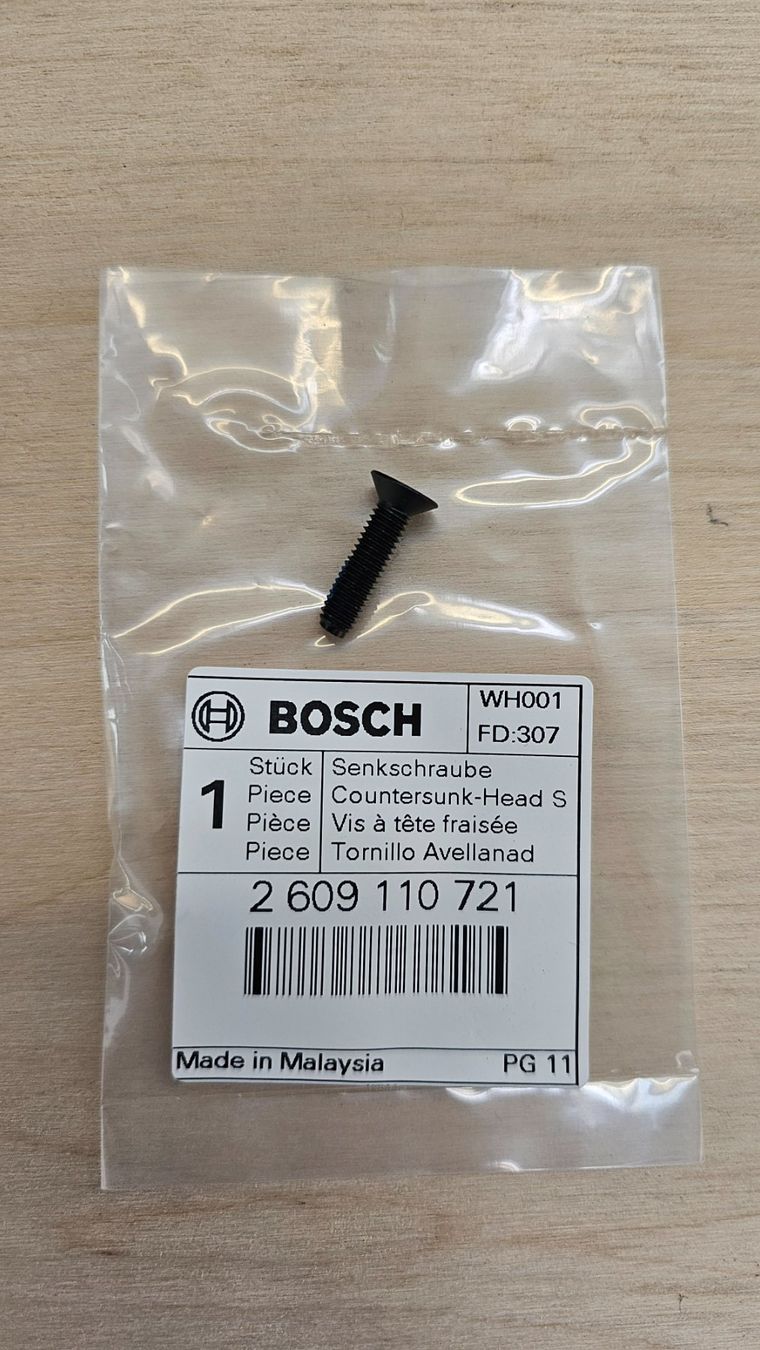 BOSCH
WH001
FD:307
1
Stück Senkschraube
Piece Countersunk-Head S
Pièce Vis à tête fraisée
Piece Tornillo Avellanad
2 609 110 721
Made in Malaysia PG 11